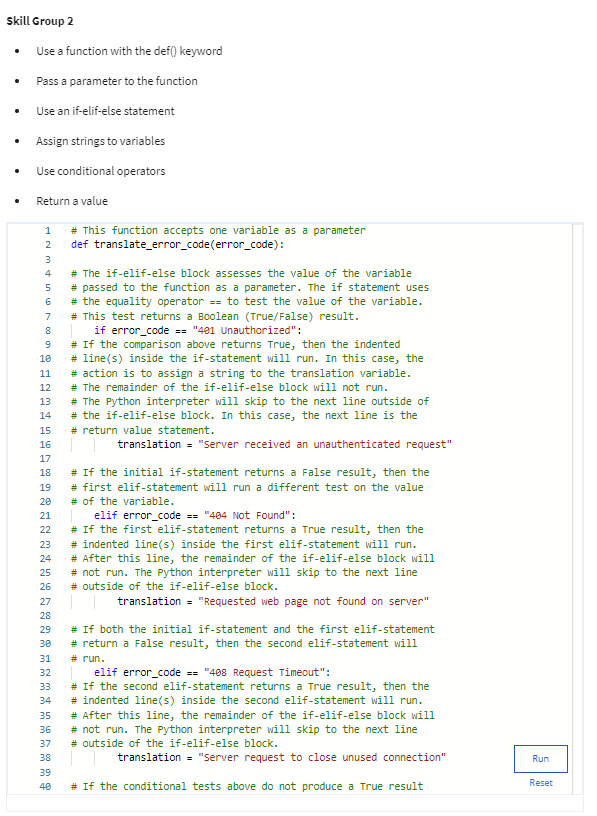 Skill Group 2
• Use a function with the def() keyword
• Pass a parameter to the function
• Use an if-elif-else statement
• Assign strings to variables
• Use conditional operators
• Return a value
1 # This function accepts one variable as a parameter
2 def translate_error_code(error_code):
3
4 # The if-elif-else block assesses the value of the variable
5 # passed to the function as a parameter. The if statement uses
6 # the equality operator == to test the value of the variable.
7 # This test returns a Boolean (True/False) result.
8     if error_code == "401 Unauthorized":
9 # If the comparison above returns True, then the indented
10 # line(s) inside the if-statement will run. In this case, the
11 # action is to assign a string to the translation variable.
12 # The remainder of the if-elif-else block will not run.
13 # The Python interpreter will skip to the next line outside of
14 # the if-elif-else block. In this case, the next line is the
15 # return value statement.
16         translation = "Server received an unauthenticated request"
17
18 # If the initial if-statement returns a False result, then the
19 # first elif-statement will run a different test on the value
20 # of the variable.
21     elif error_code == "404 Not Found":
22 # If the first elif-statement returns a True result, then the
23 # indented line(s) inside the first elif-statement will run.
24 # After this line, the remainder of the if-elif-else block will
25 # not run. The Python interpreter will skip to the next line
26 # outside of the if-elif-else block.
27         translation = "Requested web page not found on server"
28
29 # If both the initial if-statement and the first elif-statement
30 # return a False result, then the second elif-statement will
31 # run.
32     elif error_code == "408 Request Timeout":
33 # If the second elif-statement returns a True result, then the
34 # indented line(s) inside the second elif-statement will run.
35 # After this line, the remainder of the if-elif-else block will
36 # not run. The Python interpreter will skip to the next line
37 # outside of the if-elif-else block.
38         translation = "Server request to close unused connection"
39
40 # If the conditional tests above do not produce a True result
Run
Reset